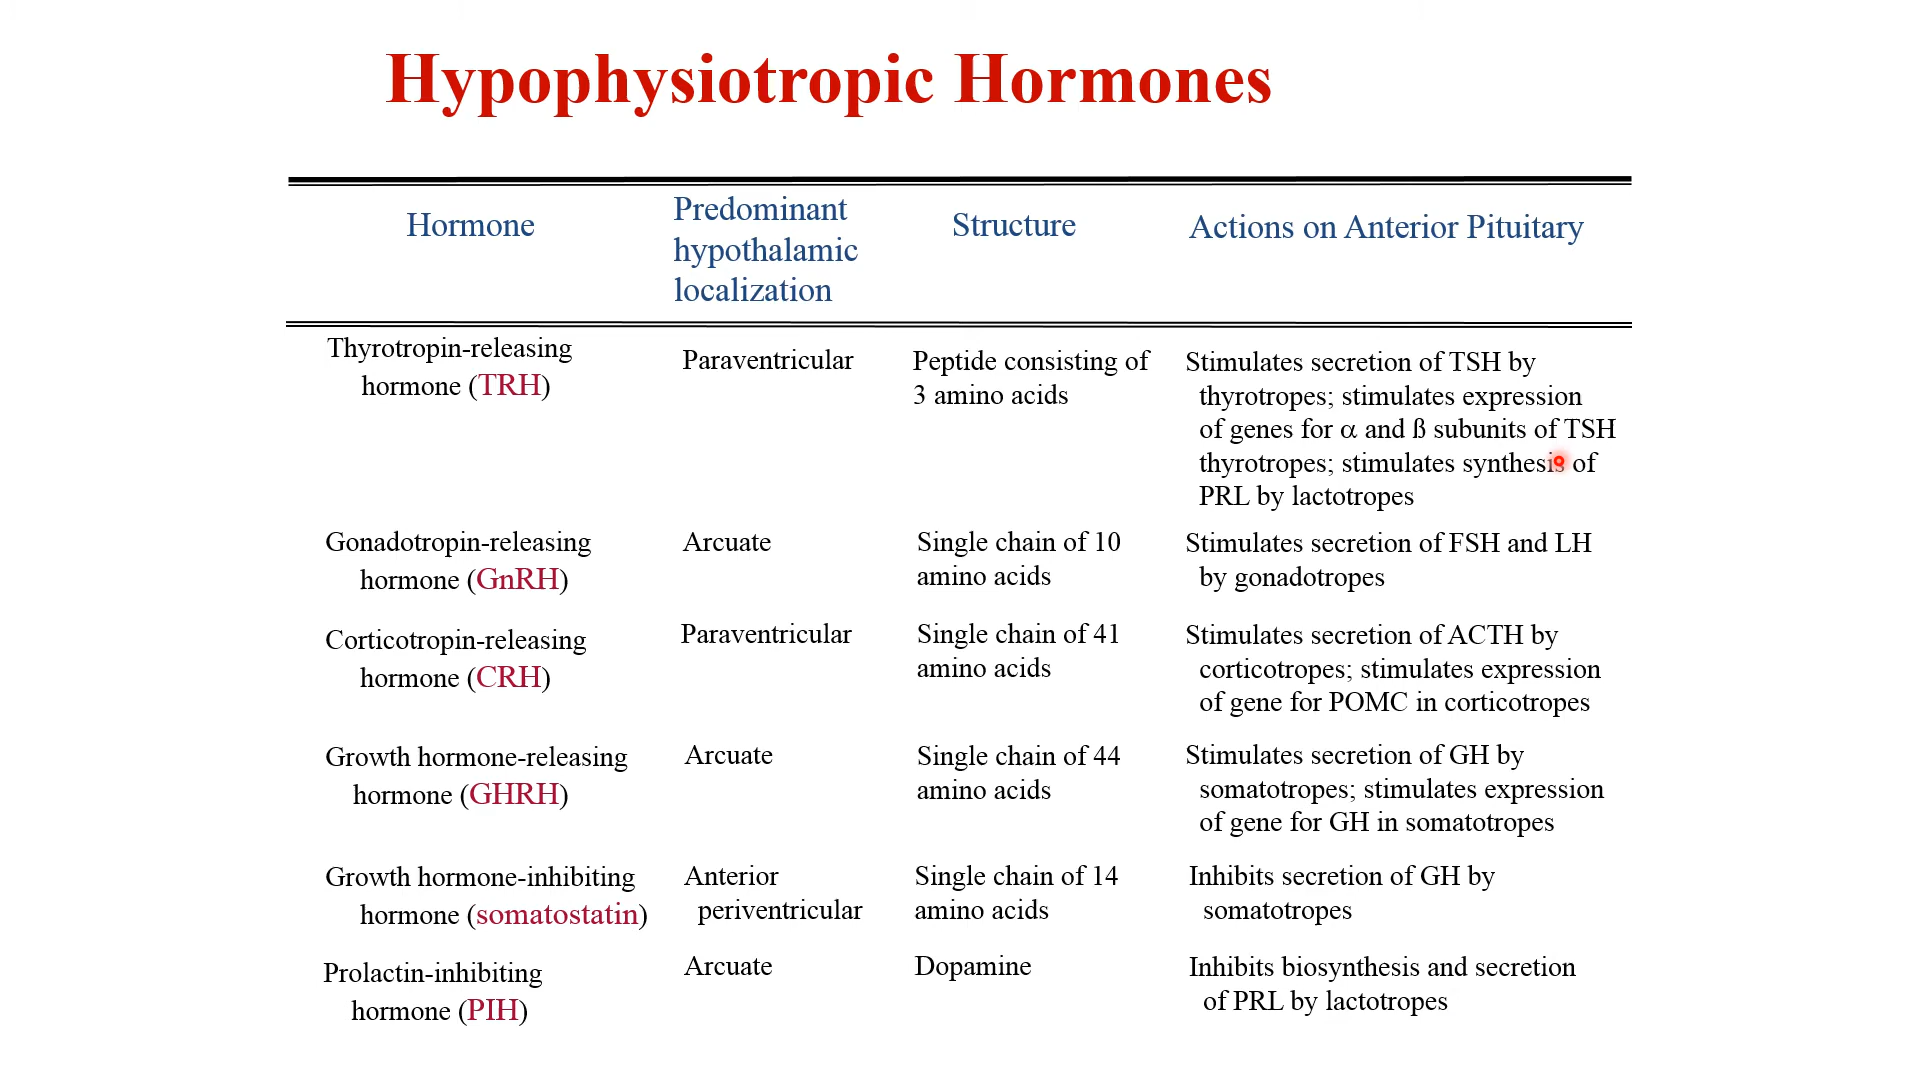 Hypophysiotropic Hormones
Hormone
Predominant
hypothalamic
localization
Structure
Actions on Anterior Pituitary
Thyrotropin-releasing
hormone (TRH)
Paraventricular
Peptide consisting of
3 amino acids
Stimulates secretion of TSH by
thyrotropes; stimulates expression
of genes for α and ß subunits of TSH
thyrotropes; stimulates synthesis of
PRL by lactotropes
Gonadotropin-releasing
hormone (GnRH)
Arcuate
Single chain of 10
amino acids
Stimulates secretion of FSH and LH
by gonadotropes
Corticotropin-releasing
hormone (CRH)
Paraventricular
Single chain of 41
amino acids
Stimulates secretion of ACTH by
corticotropes; stimulates expression
of gene for POMC in corticotropes
Growth hormone-releasing
hormone (GHRH)
Arcuate
Single chain of 44
amino acids
Stimulates secretion of GH by
somatotropes; stimulates expression
of gene for GH in somatotropes
Growth hormone-inhibiting
hormone (somatostatin)
Anterior
periventricular
Single chain of 14
amino acids
Inhibits secretion of GH by
somatotropes
Prolactin-inhibiting
hormone (PIH)
Arcuate
Dopamine
Inhibits biosynthesis and secretion
of PRL by lactotropes